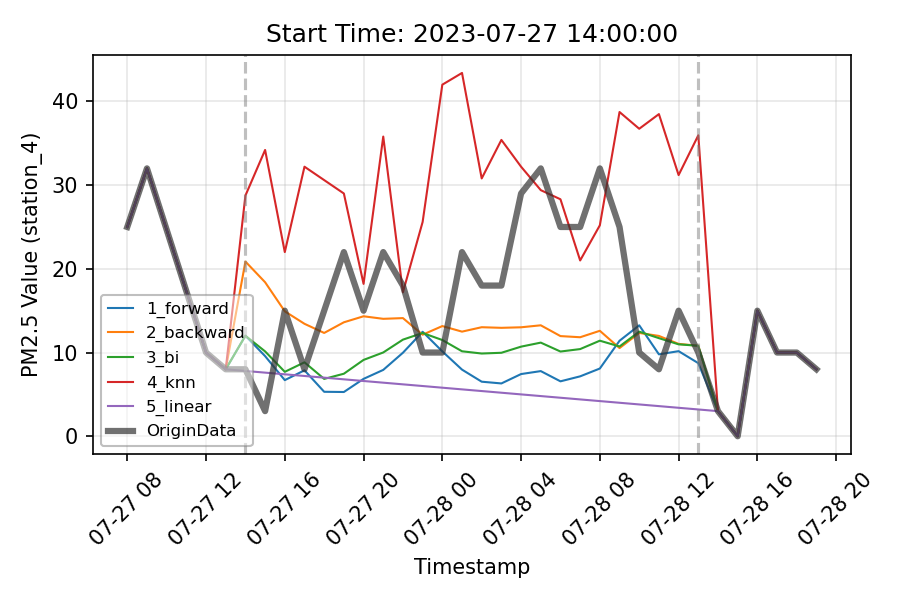 Start Time: 2023-07-27 14:00:00
PM2.5 Value (station_4)
40
30
20
10
0
1_forward
2_backward
3_bi
4_knn
5_linear
OriginData
07-27 08
07-27 12
07-27 16
07-27 20
07-28 00
07-28 04
07-28 08
07-28 12
07-28 16
07-28 20
Timestamp